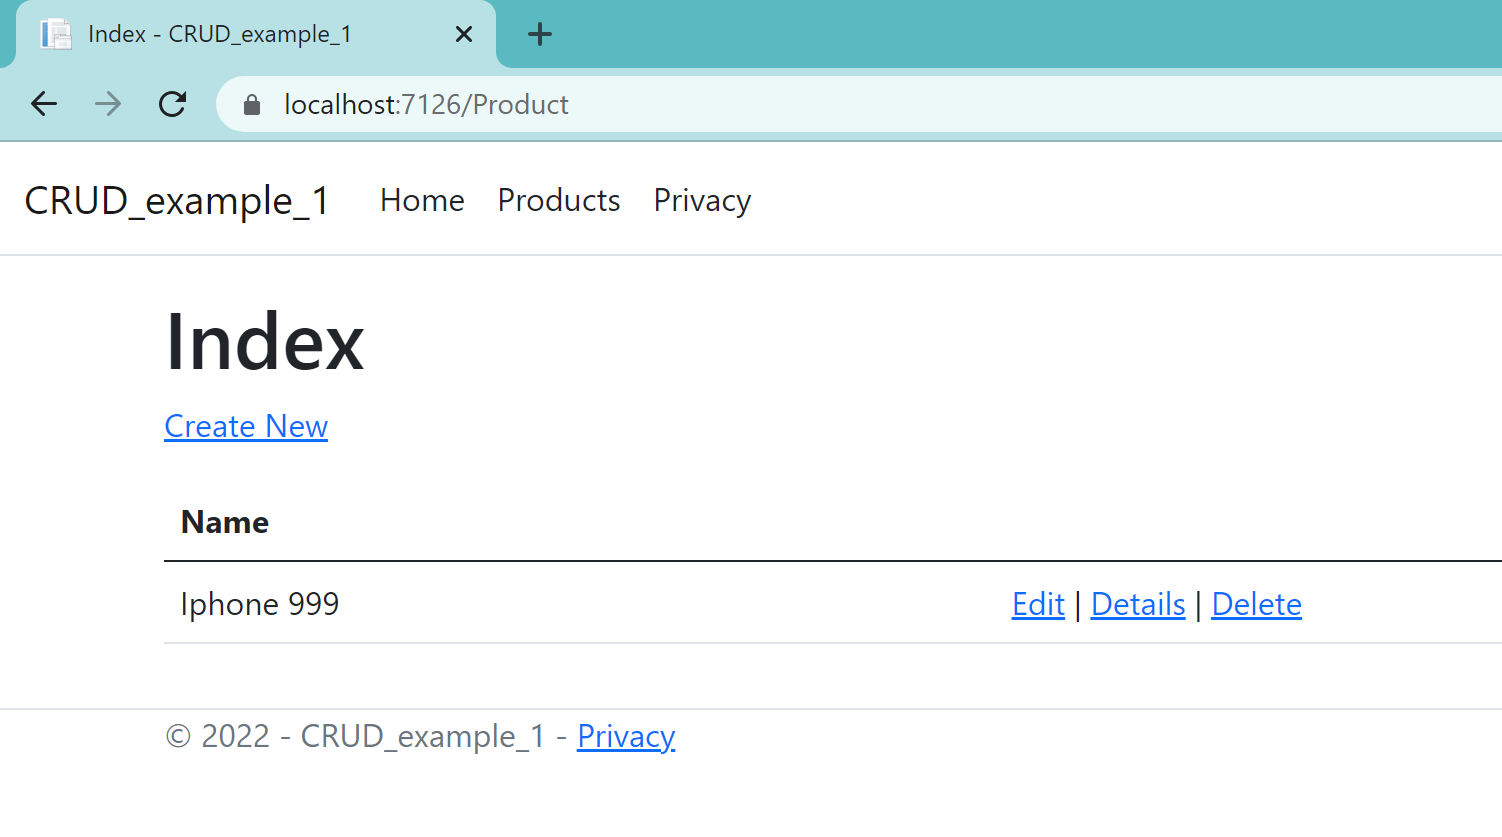 Index - CRUD_example_1
localhost:7126/Product
CRUD_example_1 Home Products Privacy
Index
Create New
Name
Iphone 999 Edit | Details | Delete
© 2022 - CRUD_example_1 - Privacy